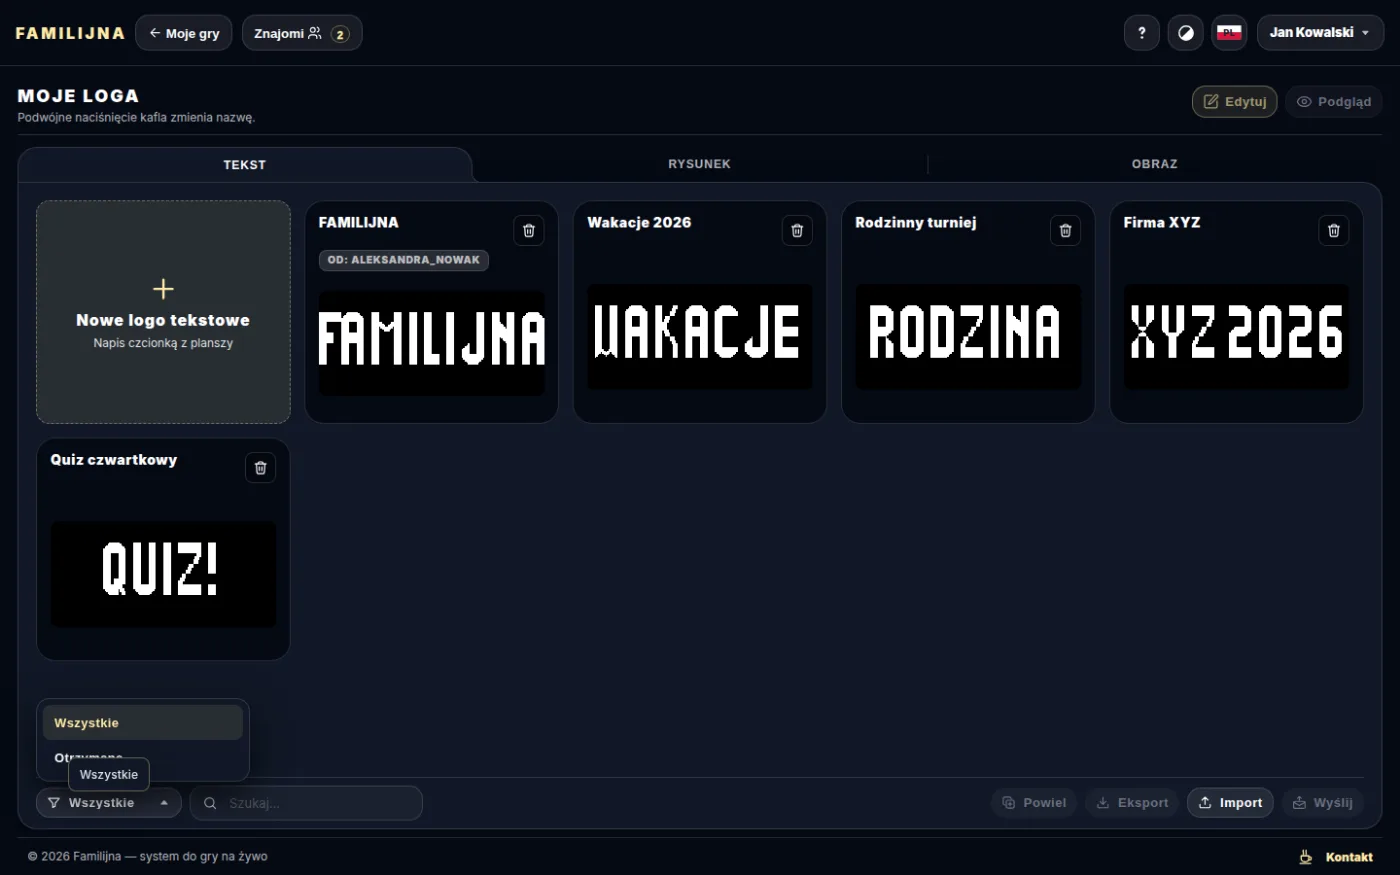 FAMILIJNA
Moje gry
Znajomi 2
?
PL
Jan Kowalski
MOJE LOGA
Podwójne naciśnięcie kafla zmienia nazwę.
Edytuj
Podgląd
TEKST
RYSUNEK
OBRAZ
Nowe logo tekstowe
Napis czcionką z planszy
FAMILIJNA
OD: ALEKSANDRA_NOWAK
FAMILIJNA
Wakacje 2026
WAKACJE
Rodzinny turniej
RODZINA
Firma XYZ
XYZ 2026
Quiz czwartkowy
QUIZ!
Wszystkie
Wszystkie
Wszystkie
Szukaj...
Powiel
Eksport
Import
Wyślij
© 2026 Familijna — system do gry na żywo
Kontakt